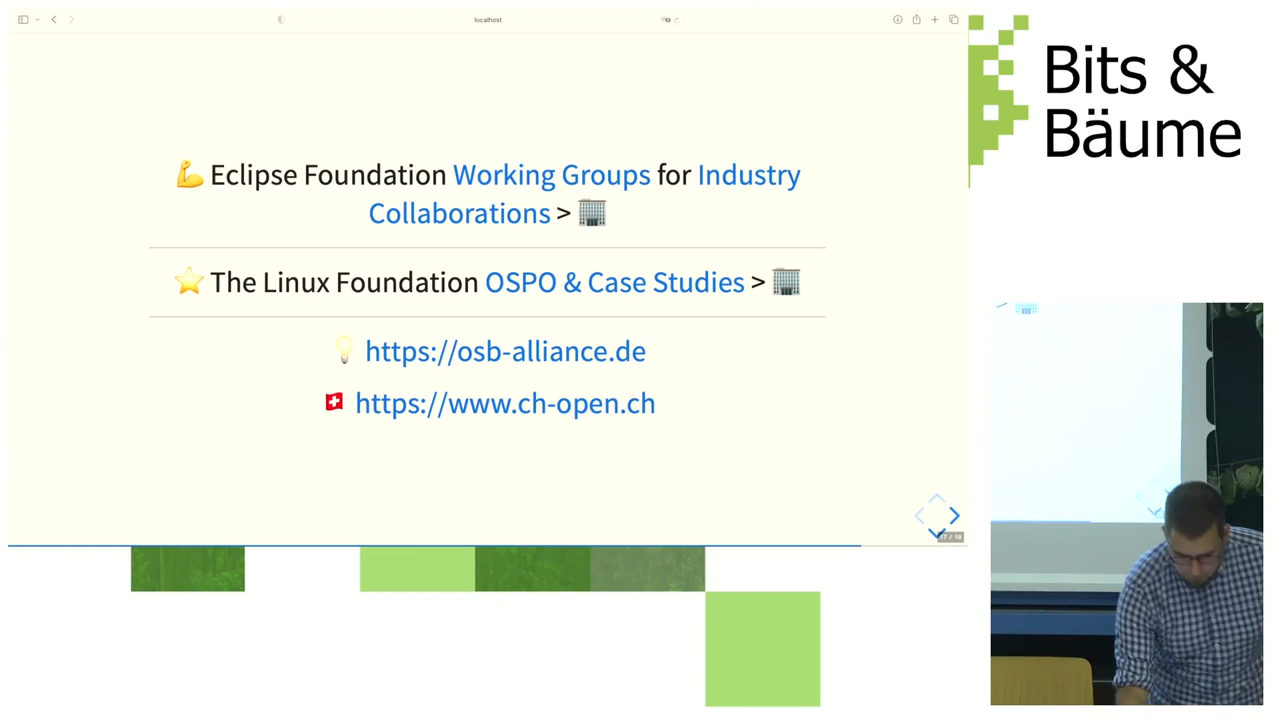 localhost
Bits &
Bäume
💪 Eclipse Foundation Working Groups for Industry
Collaborations > 🏢
⭐ The Linux Foundation OSPO & Case Studies > 🏢
💡 https://osb-alliance.de
🇨🇭 https://www.ch-open.ch